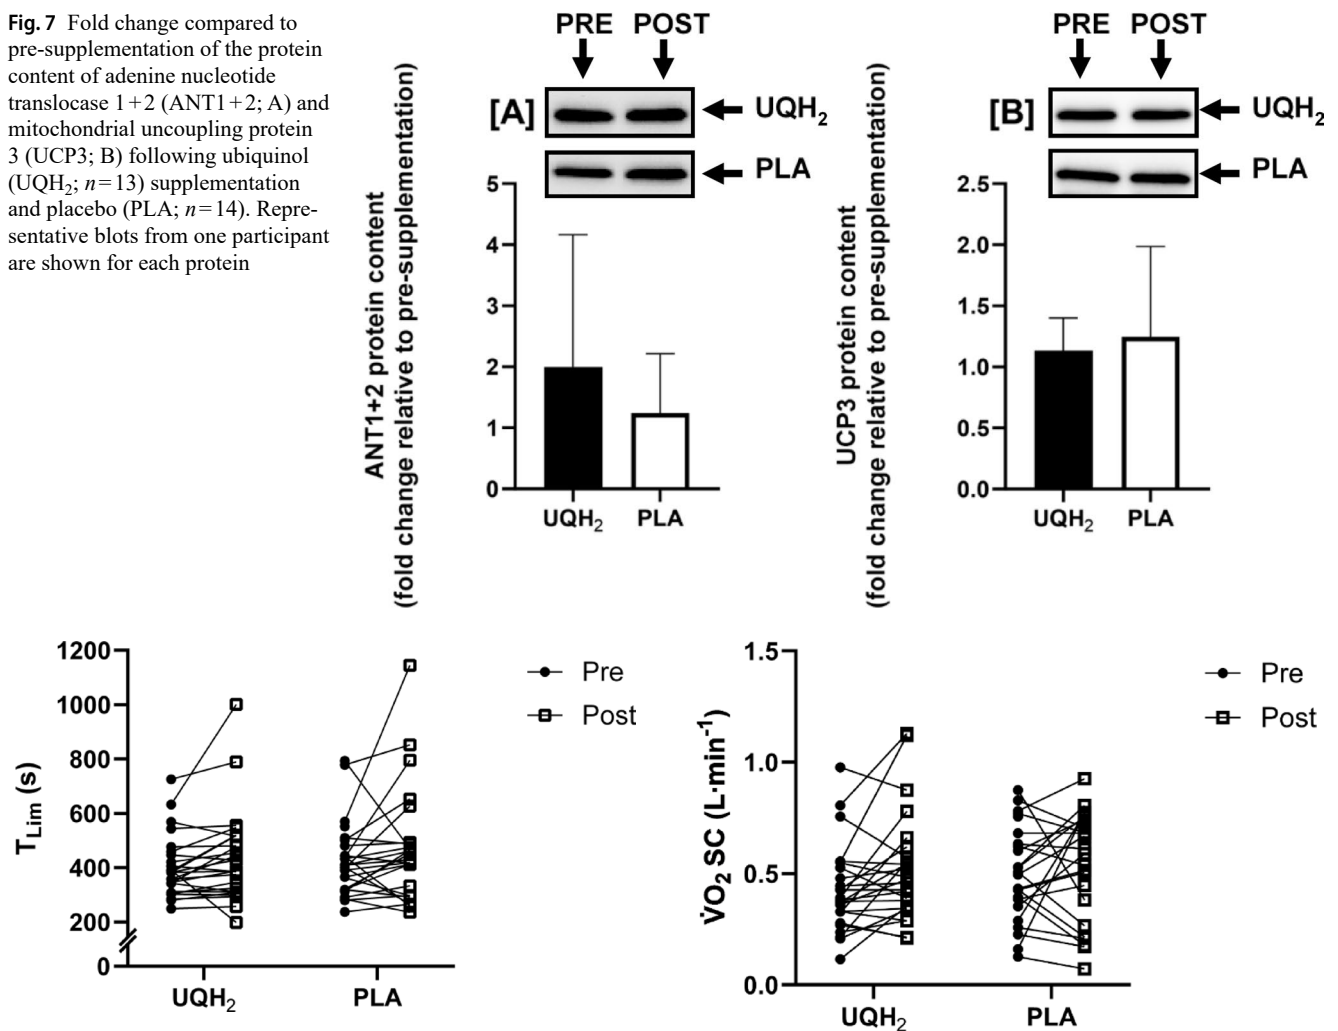 Fig. 7 Fold change compared to
pre-supplementation of the protein
content of adenine nucleotide
translocase 1+2 (ANT1+2; A) and
mitochondrial uncoupling protein
3 (UCP3; B) following ubiquinol
(UQH₂; n=13) supplementation
and placebo (PLA; n=14). Repre-
sentative blots from one participant
are shown for each protein
PRE POST
[A]
UQH₂
PLA
ANT1+2 protein content
(fold change relative to pre-supplementation)
5
4
3
2
1
0
UQH₂ PLA
PRE POST
[B]
UQH₂
PLA
UCP3 protein content
(fold change relative to pre-supplementation)
2.5
2.0
1.5
1.0
0.5
0.0
UQH₂ PLA
T_Lim (s)
1200
1000
800
600
400
200
0
UQH₂ PLA
Pre
Post
V̇O₂ SC (L·min⁻¹)
1.5
1.0
0.5
0.0
UQH₂ PLA
Pre
Post